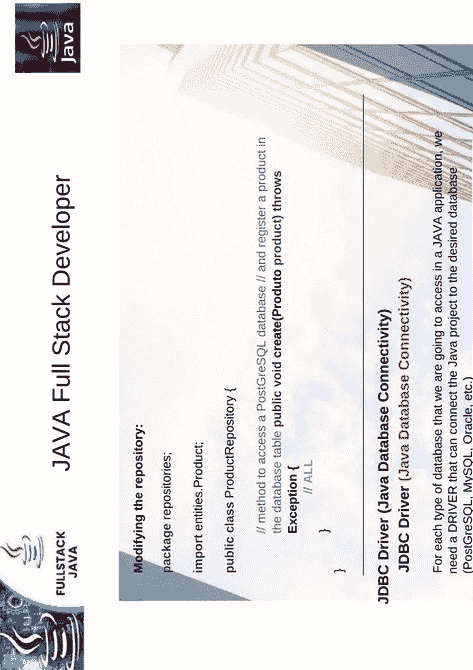 JAVA Full Stack Developer
FULLSTACK
JAVA
Java
Modifying the repository:
package repositories;
import entities.Product;
public class ProductRepository {
// method to access a PostGreSQL database // and register a product in
the database table public void create(Produto product) throws
Exception {
// ALL
}
}
JDBC Driver (Java Database Connectivity)
JDBC Driver (Java Database Connectivity)
For each type of database that we are going to access in a JAVA application, we
need a DRIVER that can connect the Java project to the desired database
(PostGreSQL, MySQL, Oracle, etc.)